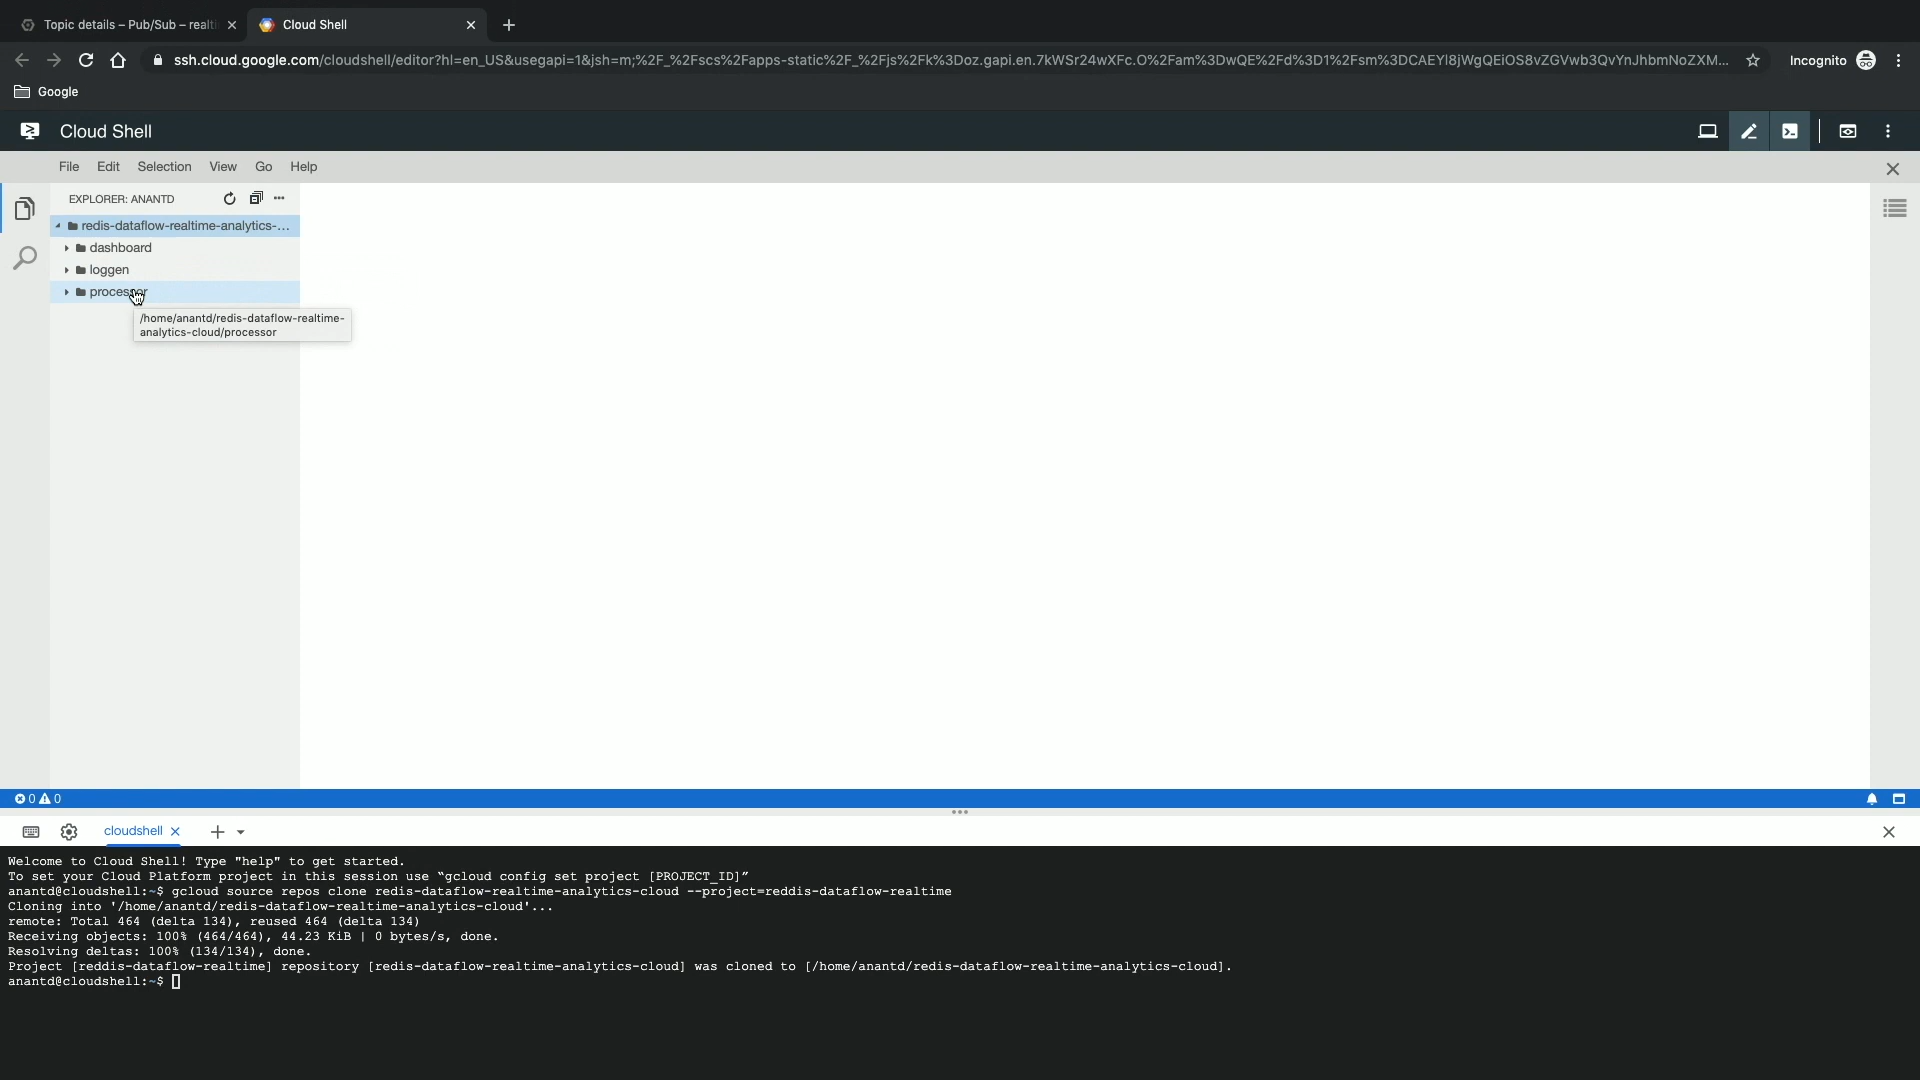 Topic details – Pub/Sub – realti
Cloud Shell
ssh.cloud.google.com/cloudshell/editor?hl=en_US&usegapi=1&jsh=m;%2F_%2Fscs%2Fapps-static%2F_%2Fjs%2Fk%3Doz.gapi.en.7kWSr24wXFc.O%2Fam%3DwQE%2Fd%3D1%2Fsm%3DCAEYl8jWgQEiOS8vZGVvb3QvYnJhbmNoZXM...
Incognito
Google
Cloud Shell
File Edit Selection View Go Help
EXPLORER: ANANTD
redis-dataflow-realtime-analytics-...
dashboard
loggen
processor
/home/anantd/redis-dataflow-realtime-
analytics-cloud/processor
0 0
cloudshell
Welcome to Cloud Shell! Type "help" to get started.
To set your Cloud Platform project in this session use “gcloud config set project [PROJECT_ID]”
anantd@cloudshell:~$ gcloud source repos clone redis-dataflow-realtime-analytics-cloud --project=reddis-dataflow-realtime
Cloning into '/home/anantd/redis-dataflow-realtime-analytics-cloud'...
remote: Total 464 (delta 134), reused 464 (delta 134)
Receiving objects: 100% (464/464), 44.23 KiB | 0 bytes/s, done.
Resolving deltas: 100% (134/134), done.
Project [reddis-dataflow-realtime] repository [redis-dataflow-realtime-analytics-cloud] was cloned to [/home/anantd/redis-dataflow-realtime-analytics-cloud].
anantd@cloudshell:~$